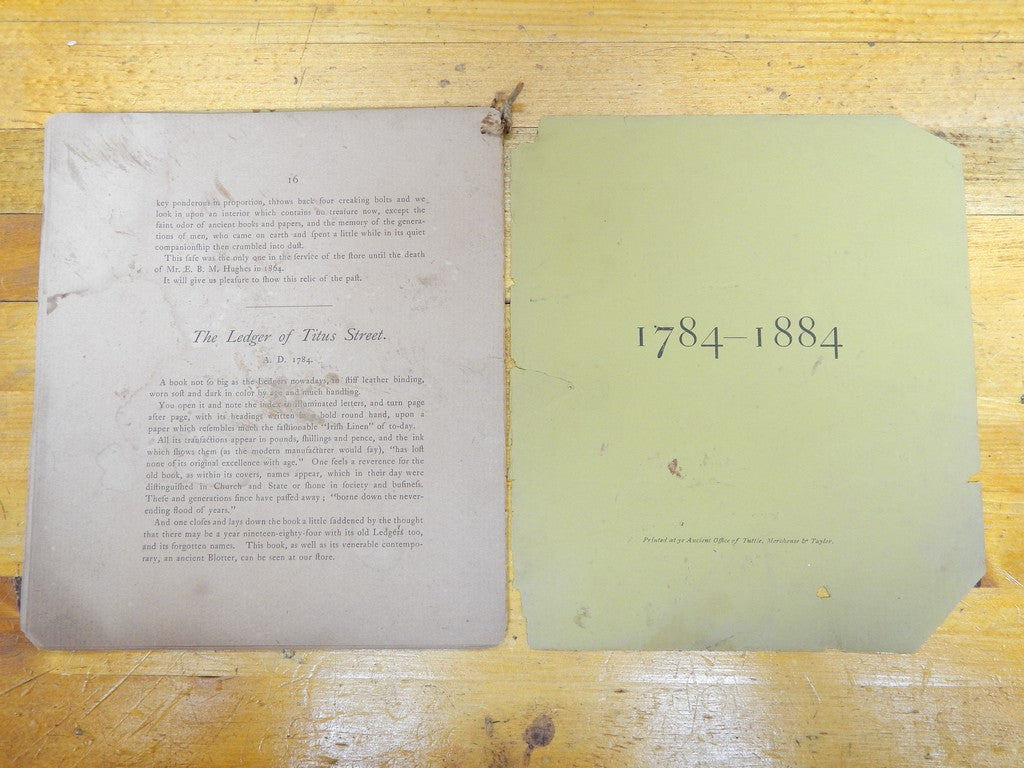 16
key ponderous in proportion, throws back four creaking bolts and we
look in upon an interior which contains no treaſure now, except the
faint odor of ancient books and papers, and the memory of the genera-
tions of men, who came on earth and ſpent a little while in its quiet
companionſhip then crumbled into duſt.
This ſafe was the only one in the ſervice of the ſtore until the death
of Mr. E. B. M. Hughes in 1864.
It will give us pleaſure to ſhow this relic of the paſt.
The Ledger of Titus Street.
A. D. 1784.
A book not ſo big as the Ledgers nowadays, in ſtiff leather binding,
worn ſoft and dark in color by age and much handling.
You open it and note the index in illuminated letters, and turn page
after page, with its headings written in a bold round hand, upon a
paper which reſembles much the faſhionable "Iriſh Linen" of to-day.
All its tranſactions appear in pounds, ſhillings and pence, and the ink
which ſhows them (as the modern manufacturer would ſay), "has loſt
none of its original excellence with age." One feels a reverence for the
old book, as within its covers, names appear, which in their day were
diſtinguiſhed in Church and State or ſhone in ſociety and buſineſs.
Theſe and generations ſince have paſſed away; "borne down the never-
ending flood of years."
And one cloſes and lays down the book a little ſaddened by the thought
that there may be a year nineteen-eighty-four with its old Ledgers too,
and its forgotten names. This book, as well as its venerable contempo-
rary, an ancient Blotter, can be seen at our ſtore.
1784–1884
Printed at ye Ancient Office of Tuttle, Morehouse & Taylor.